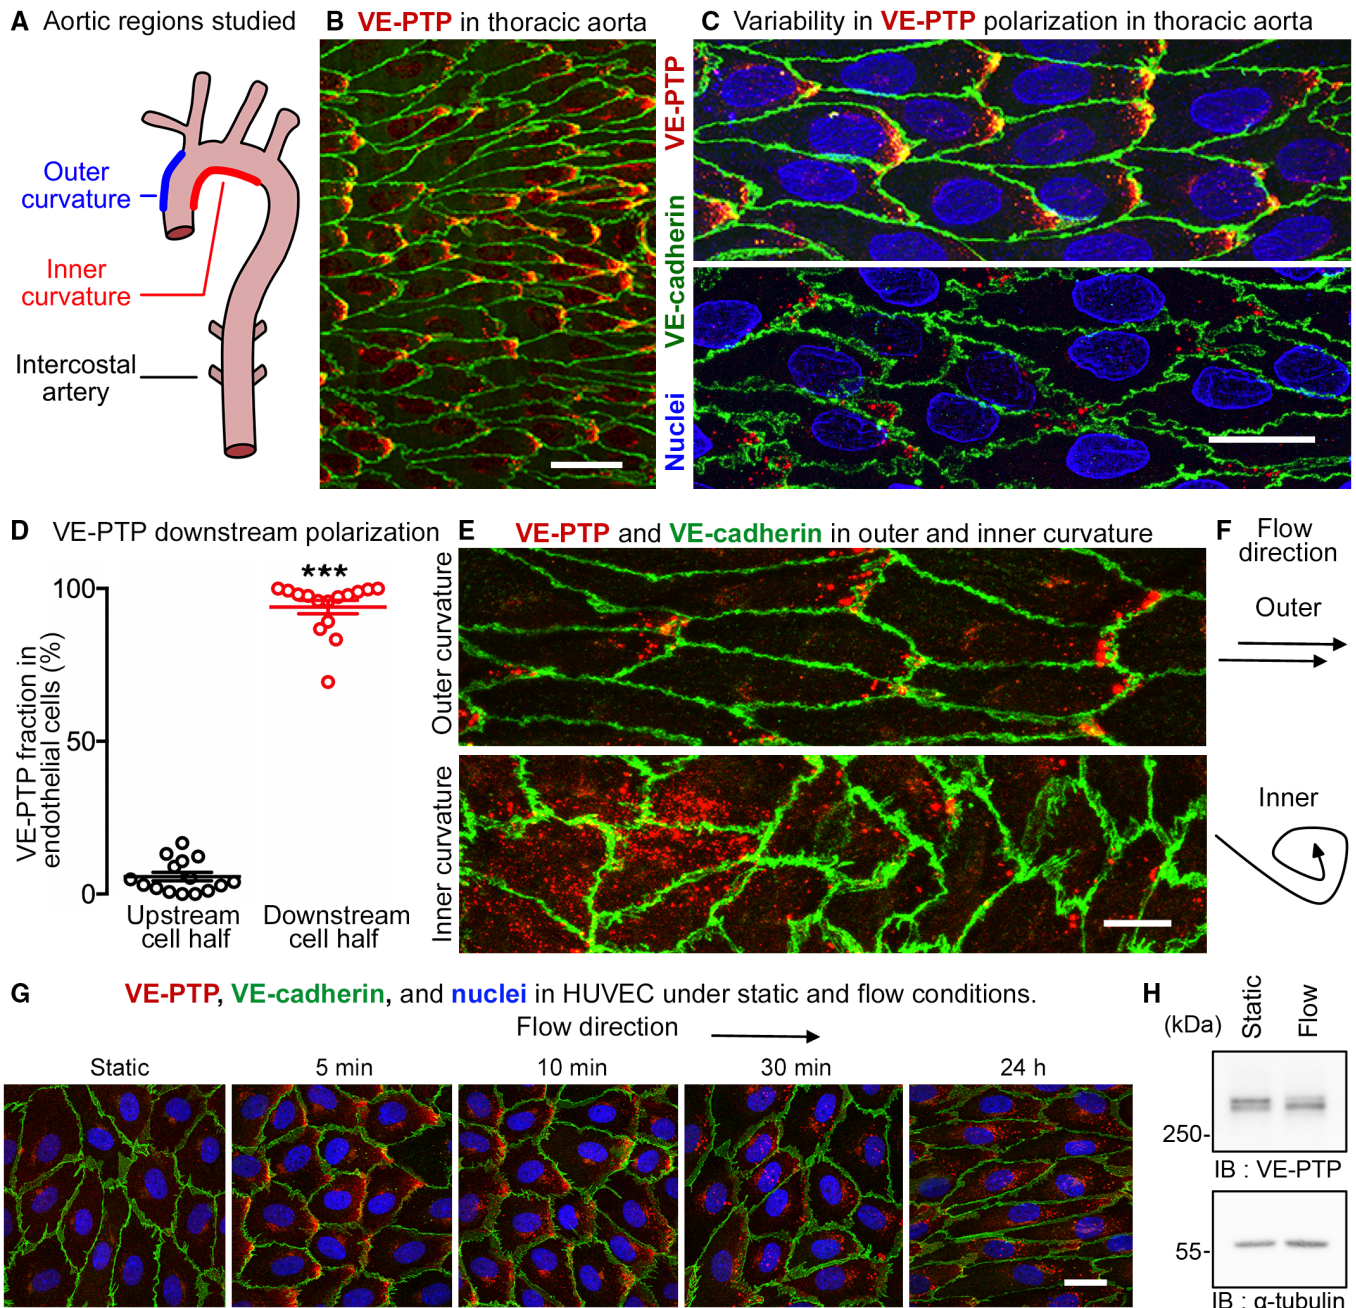 A Aortic regions studied
Outer
curvature
Inner
curvature
Intercostal
artery
B VE-PTP in thoracic aorta
C Variability in VE-PTP polarization in thoracic aorta
VE-PTP
VE-cadherin
Nuclei
D VE-PTP downstream polarization
VE-PTP fraction in
endothelial cells (%)
100
50
0
***
Upstream
cell half
Downstream
cell half
E VE-PTP and VE-cadherin in outer and inner curvature
Outer curvature
Inner curvature
F Flow
direction
Outer
Inner
G VE-PTP, VE-cadherin, and nuclei in HUVEC under static and flow conditions.
Flow direction
Static 5 min 10 min 30 min 24 h
H
(kDa) Static Flow
250-
IB : VE-PTP
55-
IB : α-tubulin